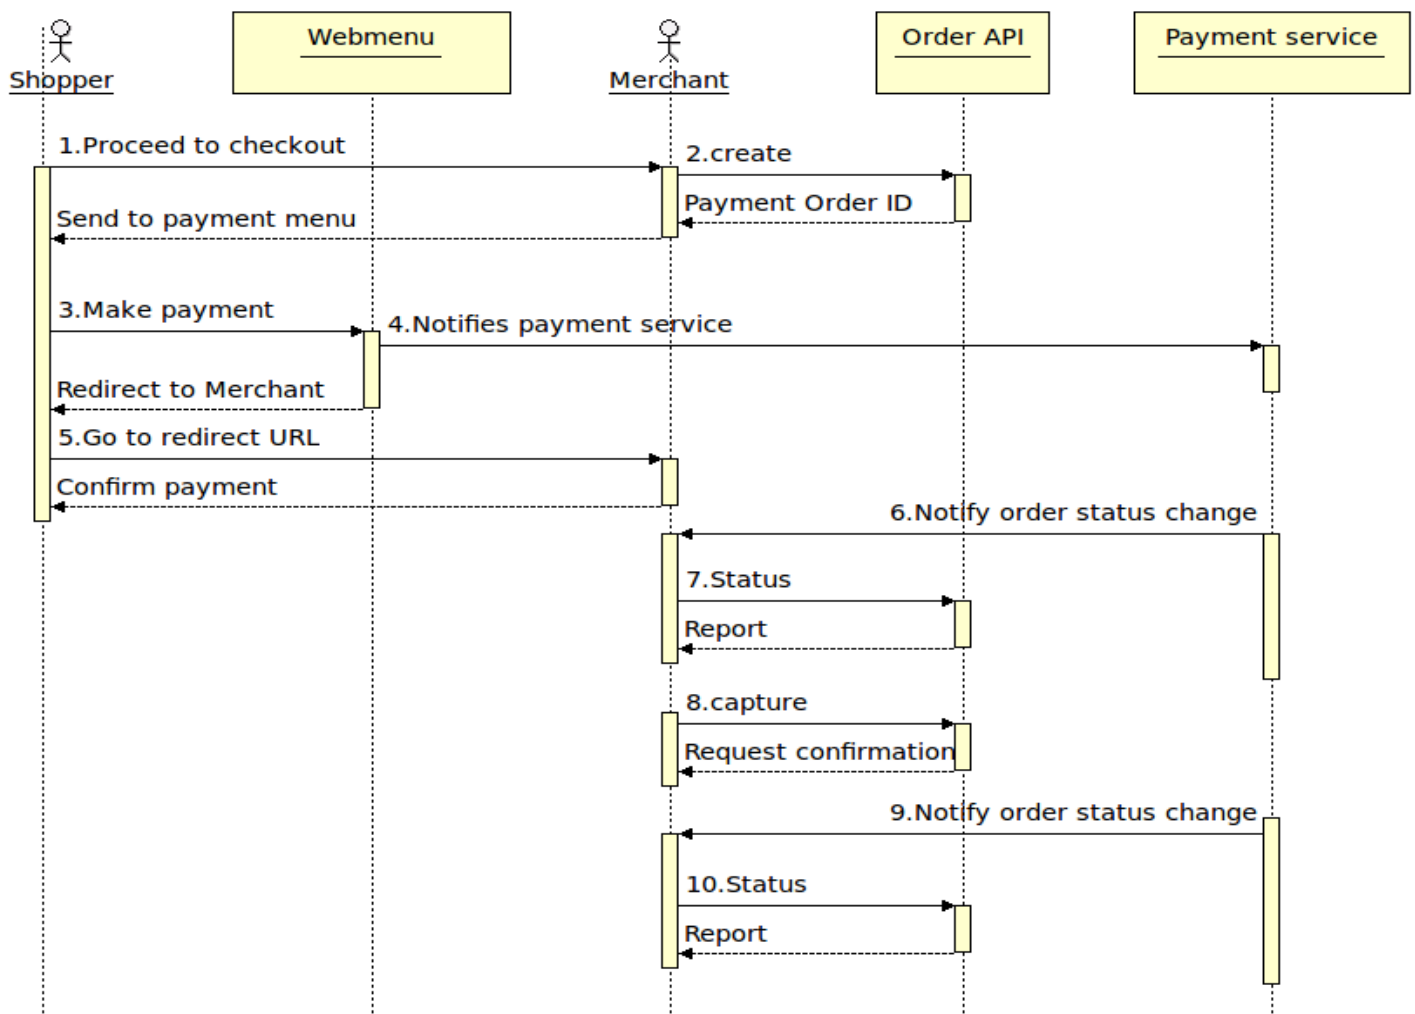 Shopper
Webmenu
Merchant
Order API
Payment service
1.Proceed to checkout
2.create
Payment Order ID
Send to payment menu
3.Make payment
4.Notifies payment service
Redirect to Merchant
5.Go to redirect URL
Confirm payment
6.Notify order status change
7.Status
Report
8.capture
Request confirmation
9.Notify order status change
10.Status
Report